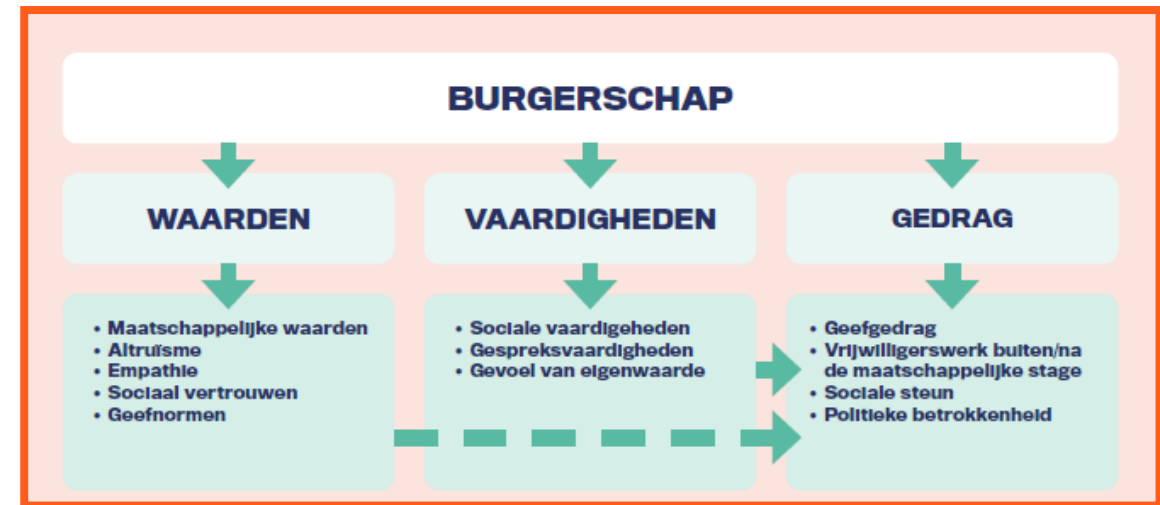 BURGERSCHAP
WAARDEN
VAARDIGHEDEN
GEDRAG
• Maatschappelijke waarden
• Altruïsme
• Empathie
• Sociaal vertrouwen
• Geefnormen
• Sociale vaardigeheden
• Gespreksvaardigheden
• Gevoel van eigenwaarde
• Geefgedrag
• Vrijwilligerswerk buiten/na
de maatschappelijke stage
• Sociale steun
• Politieke betrokkenheid